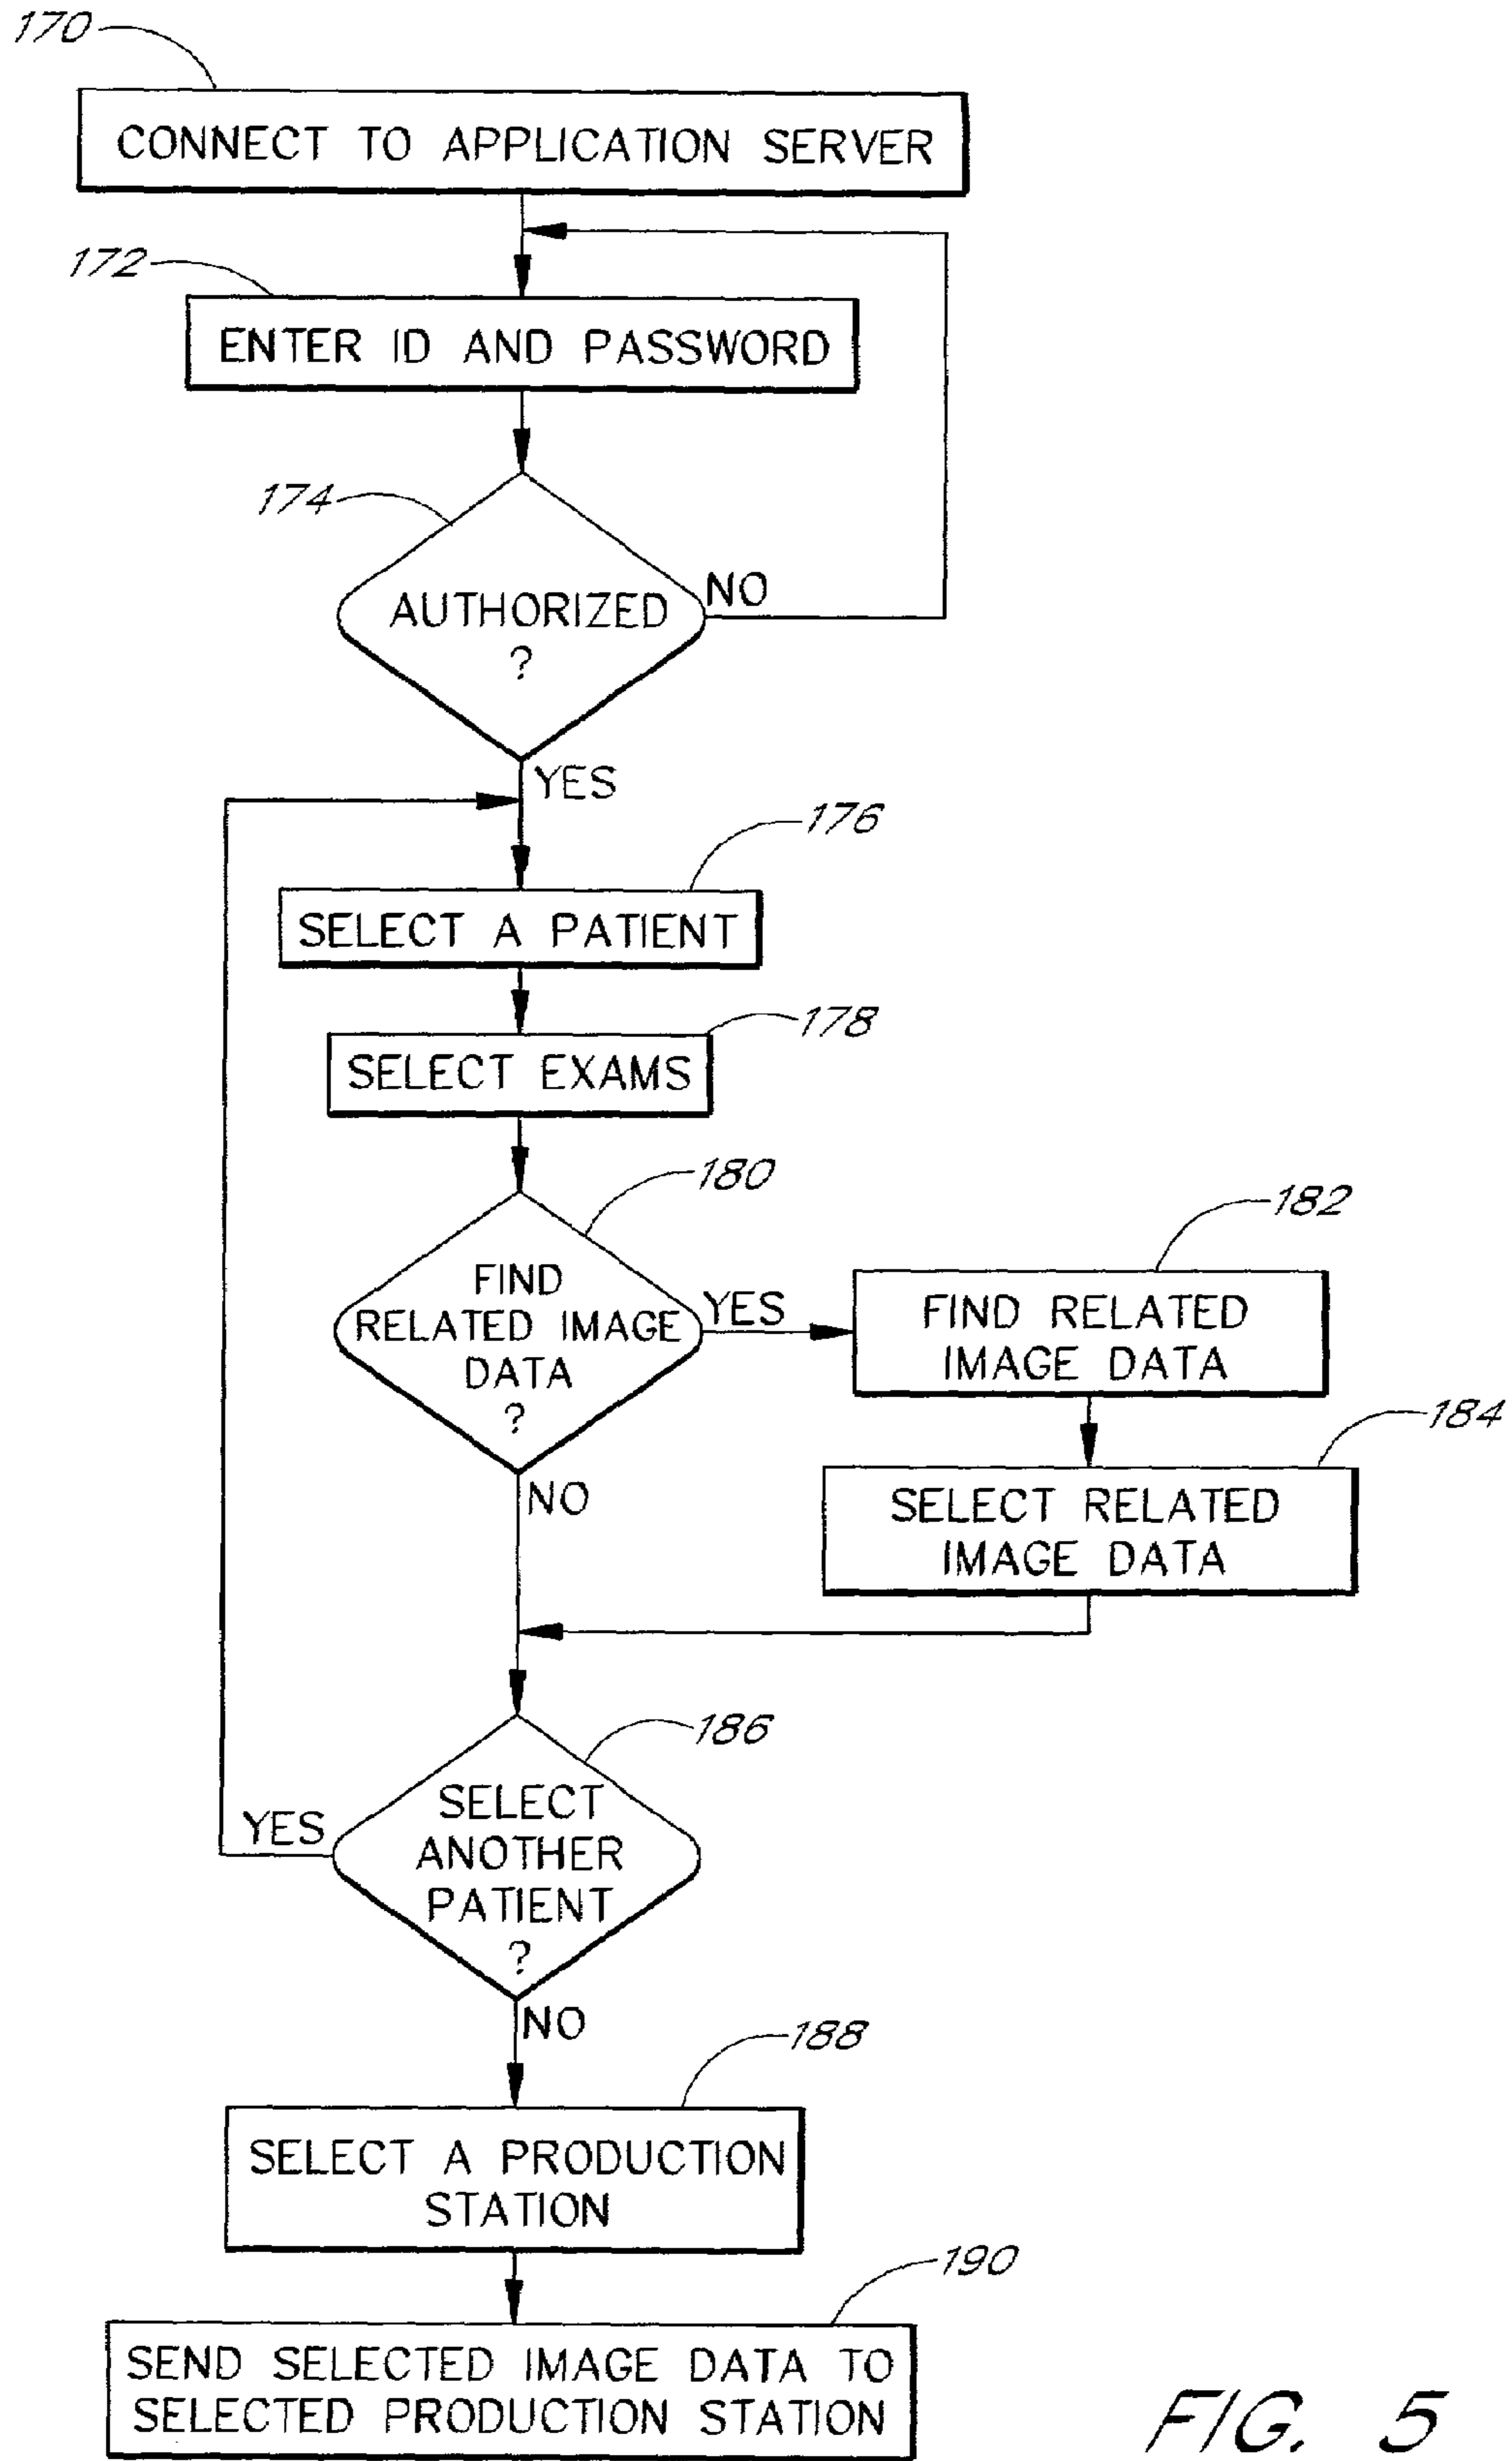 170
CONNECT TO APPLICATION SERVER
172
ENTER ID AND PASSWORD
174
AUTHORIZED
?
NO
YES
176
SELECT A PATIENT
178
SELECT EXAMS
180
FIND
RELATED IMAGE
DATA
?
YES
NO
182
FIND RELATED
IMAGE DATA
184
SELECT RELATED
IMAGE DATA
186
SELECT
ANOTHER
PATIENT
?
YES
NO
188
SELECT A PRODUCTION
STATION
190
SEND SELECTED IMAGE DATA TO
SELECTED PRODUCTION STATION
FIG. 5